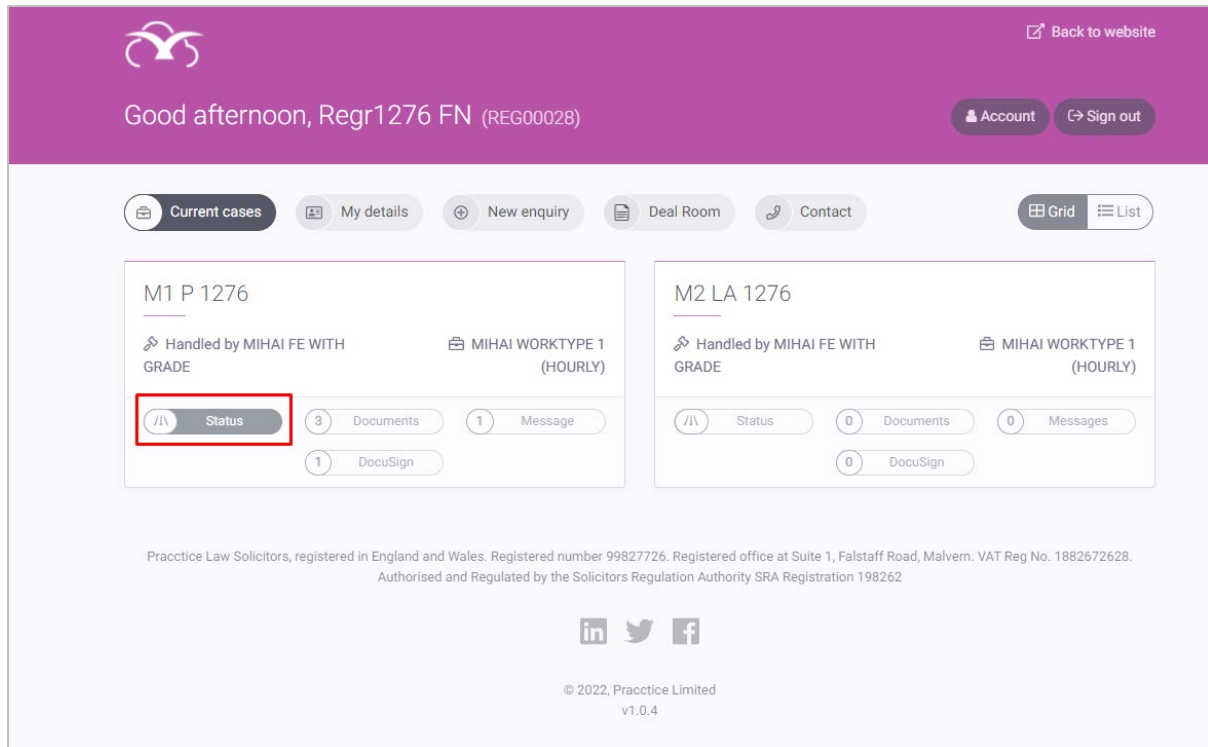 Back to website
Good afternoon, Regr1276 FN (REG00028)
Account
Sign out
Current cases
My details
New enquiry
Deal Room
Contact
Grid
List
M1 P 1276
Handled by MIHAI FE WITH
GRADE
MIHAI WORKTYPE 1
(HOURLY)
Status
3 Documents
1 Message
1 DocuSign
M2 LA 1276
Handled by MIHAI FE WITH
GRADE
MIHAI WORKTYPE 1
(HOURLY)
Status
0 Documents
0 Messages
0 DocuSign
Pracctice Law Solicitors, registered in England and Wales. Registered number 99827726. Registered office at Suite 1, Falstaff Road, Malvern. VAT Reg No. 1882672628.
Authorised and Regulated by the Solicitors Regulation Authority SRA Registration 198262
in
f
© 2022, Pracctice Limited
v1.0.4